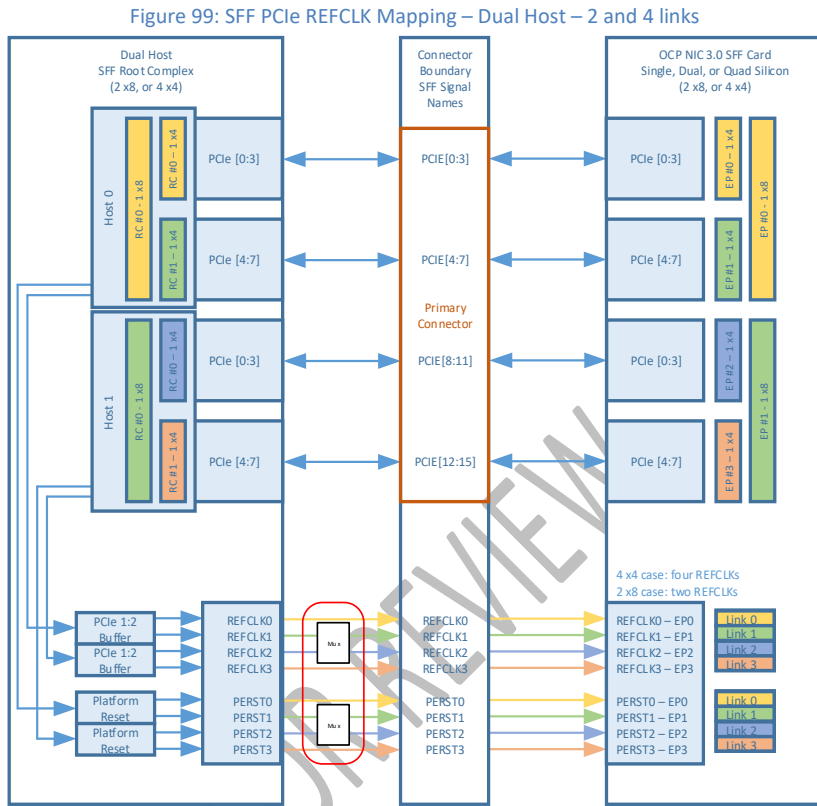 Figure 99: SFF PCIe REFCLK Mapping – Dual Host – 2 and 4 links
Dual Host
SFF Root Complex
(2 x8, or 4 x4)
Connector
Boundary
SFF Signal
Names
OCP NIC 3.0 SFF Card
Single, Dual, or Quad Silicon
(2 x8, or 4 x4)
Host 0
RC #0 - 1 x8
RC #0 – 1 x4
PCIe [0:3]
PCIE[0:3]
PCIe [0:3]
EP #0 – 1 x4
EP #0 - 1 x8
RC #1 – 1 x4
PCIe [4:7]
PCIE[4:7]
PCIe [4:7]
EP #1 – 1 x4
Primary
Connector
Host 1
RC #0 - 1 x8
RC #0 – 1 x4
PCIe [0:3]
PCIE[8:11]
PCIe [0:3]
EP #2 – 1 x4
EP #1 - 1 x8
RC #1 – 1 x4
PCIe [4:7]
PCIE[12:15]
PCIe [4:7]
EP #3 – 1 x4
4 x4 case: four REFCLKs
2 x8 case: two REFCLKs
PCIe 1:2
Buffer
PCIe 1:2
Buffer
REFCLK0
REFCLK1
REFCLK2
REFCLK3
Mux
REFCLK0
REFCLK1
REFCLK2
REFCLK3
REFCLK0 – EP0
REFCLK1 – EP1
REFCLK2 – EP2
REFCLK3 – EP3
Link 0
Link 1
Link 2
Link 3
Platform
Reset
Platform
Reset
PERST0
PERST1
PERST2
PERST3
Mux
PERST0
PERST1
PERST2
PERST3
PERST0 – EP0
PERST1 – EP1
PERST2 – EP2
PERST3 – EP3
Link 0
Link 1
Link 2
Link 3
OR REVIEW